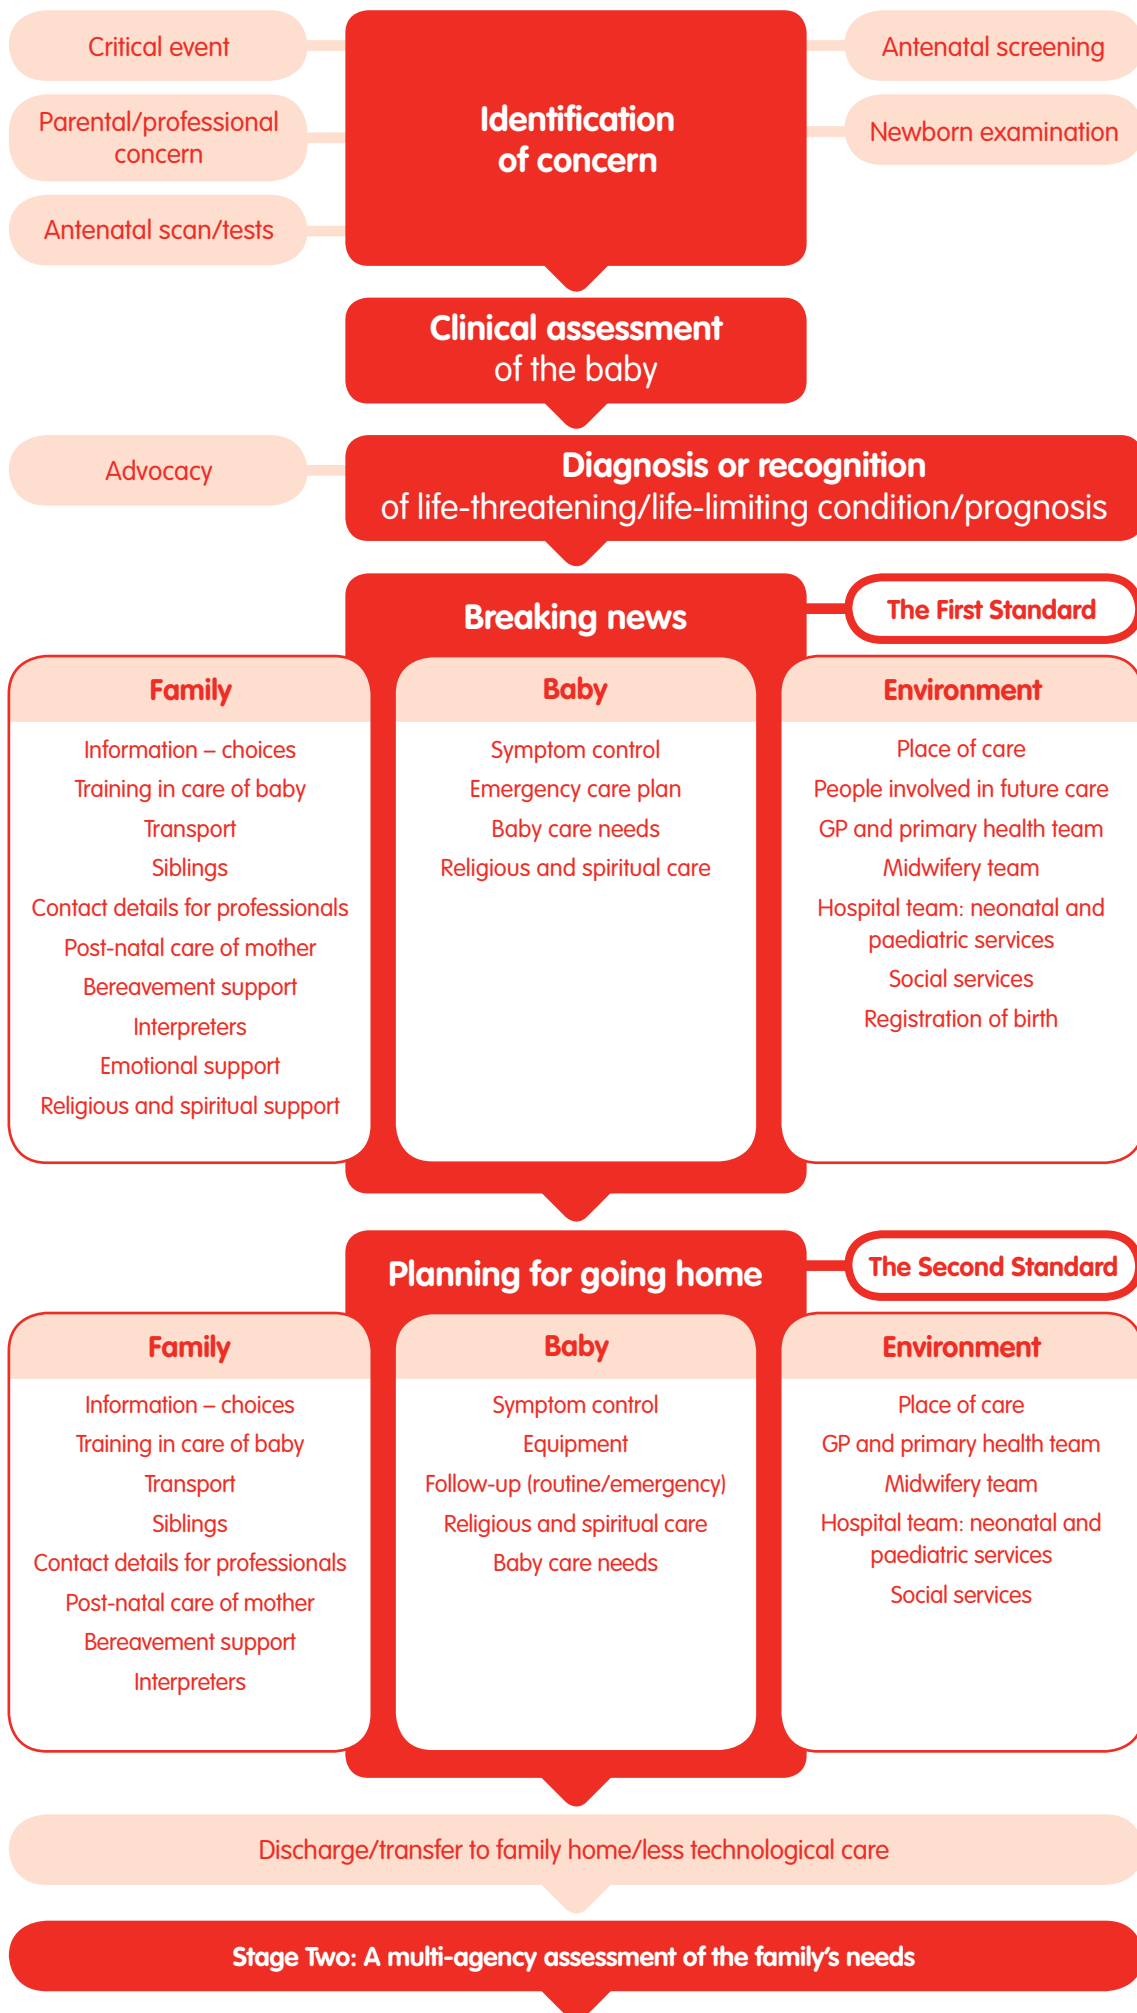 Critical event
Parental/professional
concern
Antenatal scan/tests
Identification
of concern
Antenatal screening
Newborn examination
Clinical assessment
of the baby
Advocacy
Diagnosis or recognition
of life-threatening/life-limiting condition/prognosis
Breaking news
The First Standard
Family
Information – choices
Training in care of baby
Transport
Siblings
Contact details for professionals
Post-natal care of mother
Bereavement support
Interpreters
Emotional support
Religious and spiritual support
Baby
Symptom control
Emergency care plan
Baby care needs
Religious and spiritual care
Environment
Place of care
People involved in future care
GP and primary health team
Midwifery team
Hospital team: neonatal and
paediatric services
Social services
Registration of birth
Planning for going home
The Second Standard
Family
Information – choices
Training in care of baby
Transport
Siblings
Contact details for professionals
Post-natal care of mother
Bereavement support
Interpreters
Baby
Symptom control
Equipment
Follow-up (routine/emergency)
Religious and spiritual care
Baby care needs
Environment
Place of care
GP and primary health team
Midwifery team
Hospital team: neonatal and
paediatric services
Social services
Discharge/transfer to family home/less technological care
Stage Two: A multi-agency assessment of the family's needs